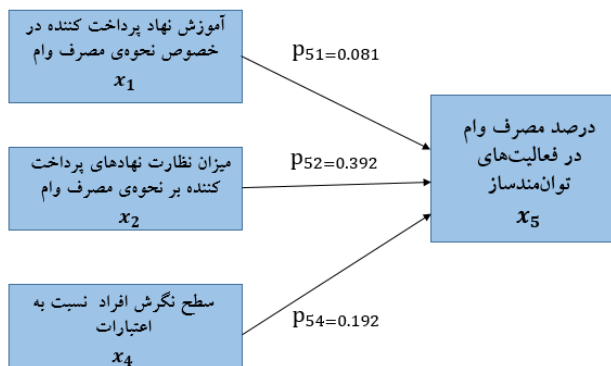 آموزش نهاد پرداخت کننده در
خصوص نحوه‌ی مصرف وام
x₁
p₅₁₌₀.₀₈₁
میزان نظارت نهادهای پرداخت
کننده بر نحوه‌ی مصرف وام
x₂
p₅₂₌₀.₃₉₂
سطح نگرش افراد نسبت به
اعتبارات
x₄
p₅₄₌₀.₁₉₂
درصد مصرف وام
در فعالیت‌های
توان‌مندساز
x₅